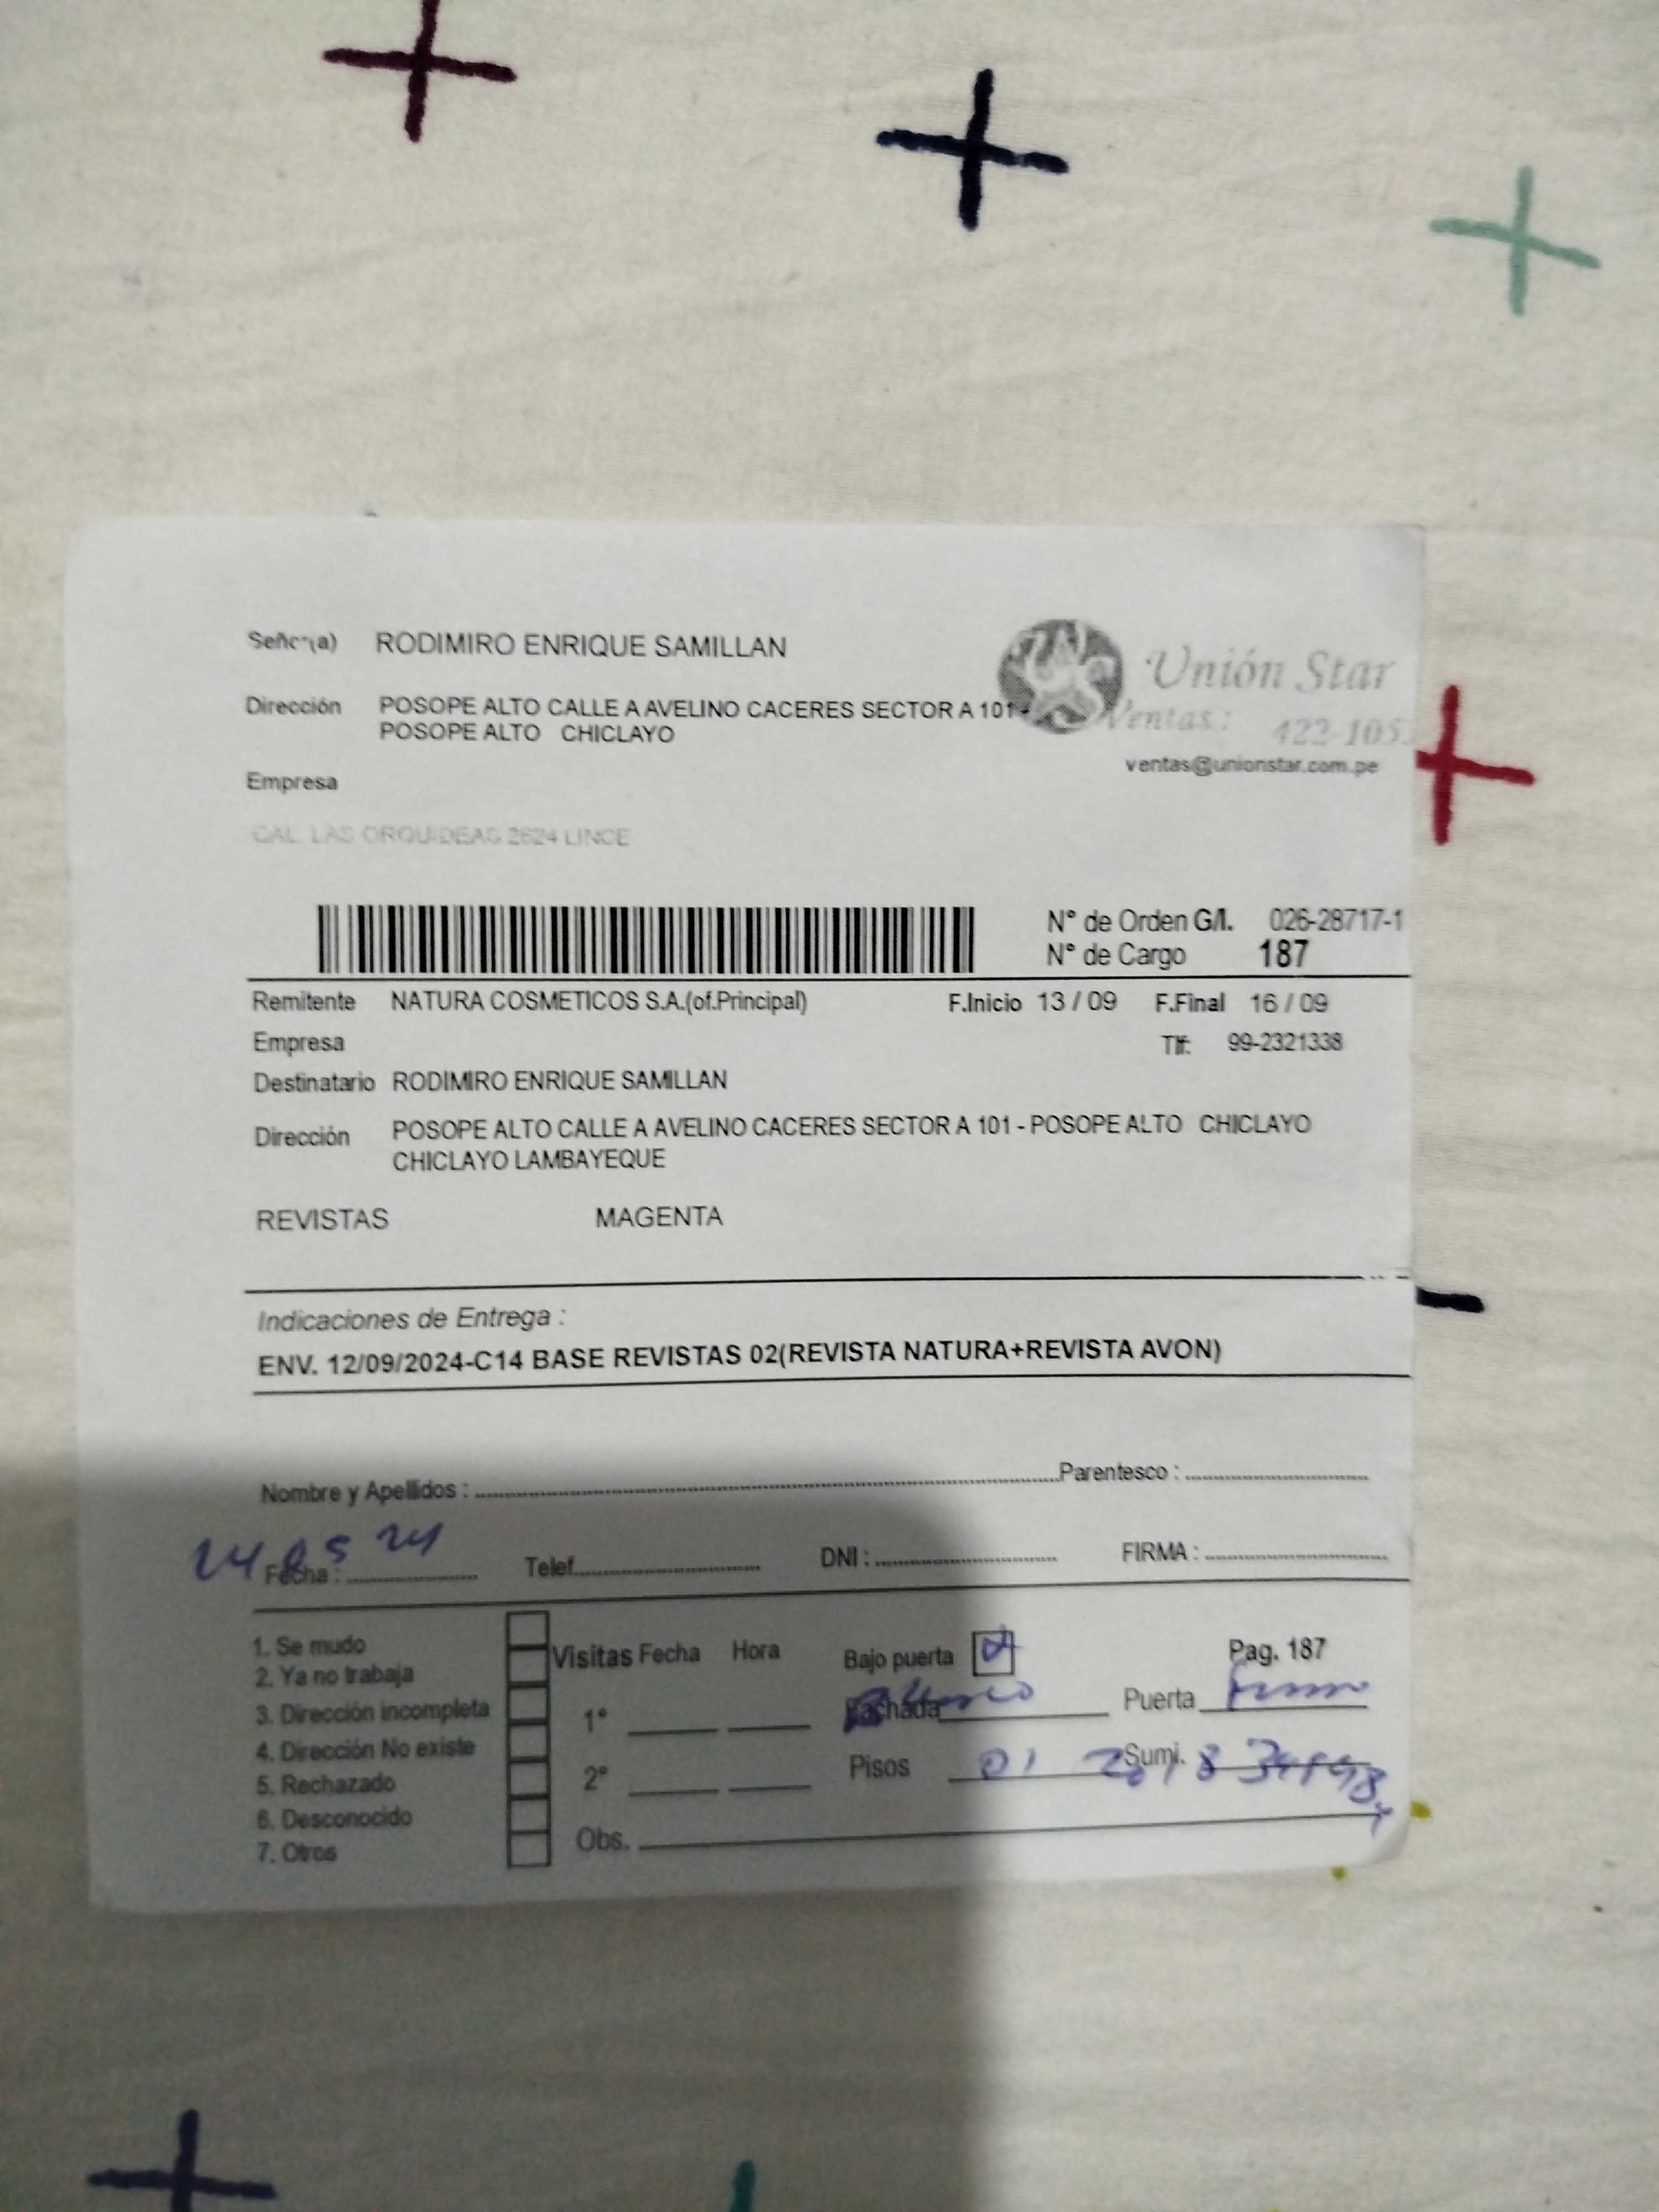 Señor(a) RODIMIRO ENRIQUE SAMILLAN
Unión Star
Dirección POSOPE ALTO CALLE A AVELINO CACERES SECTOR A 101 -
POSOPE ALTO CHICLAYO
Ventas: 422-105
ventas@unionstar.com.pe
Empresa
CAL. LAS ORQUIDEAS 2624 LINCE
N° de Orden G/I. 026-28717-1
N° de Cargo 187
Remitente NATURA COSMETICOS S.A.(of.Principal) F.Inicio 13 / 09 F.Final 16 / 09
Empresa Tlf: 99-2321338
Destinatario RODIMIRO ENRIQUE SAMILLAN
Dirección POSOPE ALTO CALLE A AVELINO CACERES SECTOR A 101 - POSOPE ALTO CHICLAYO
CHICLAYO LAMBAYEQUE
REVISTAS MAGENTA
Indicaciones de Entrega :
ENV. 12/09/2024-C14 BASE REVISTAS 02(REVISTA NATURA+REVISTA AVON)
Nombre y Apellidos : Parentesco :
Fecha : 24 09 24 Telef. DNI : FIRMA :
1. Se mudo
2. Ya no trabaja
3. Dirección incompleta
4. Dirección No existe
5. Rechazado
6. Desconocido
7. Otros
Visitas Fecha Hora
1°
2°
Obs.
Bajo puerta Pag. 187
Fachada Puerta
Pisos 01 Sumi.